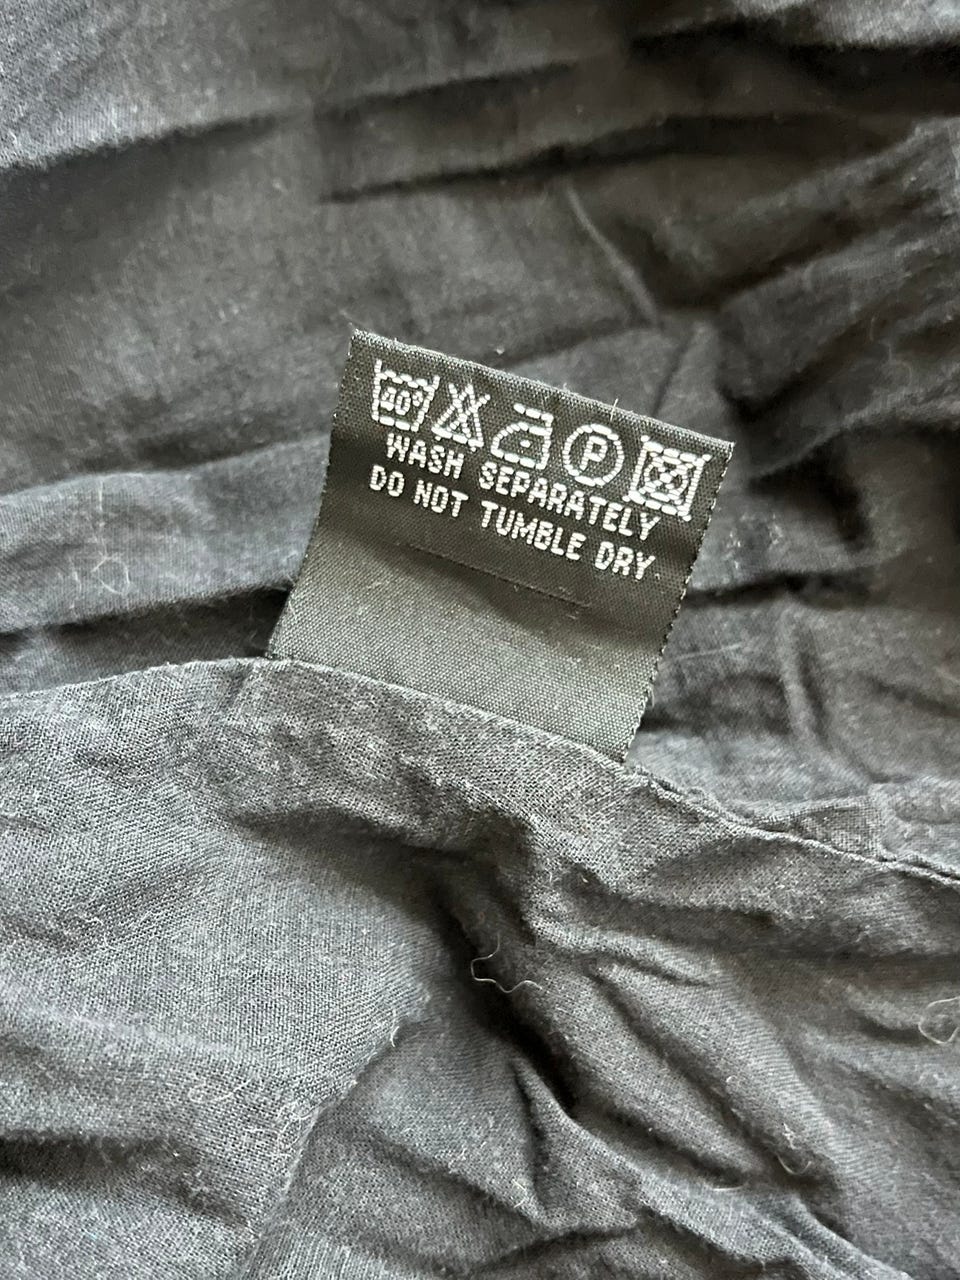 40°
P
WASH SEPARATELY
DO NOT TUMBLE DRY